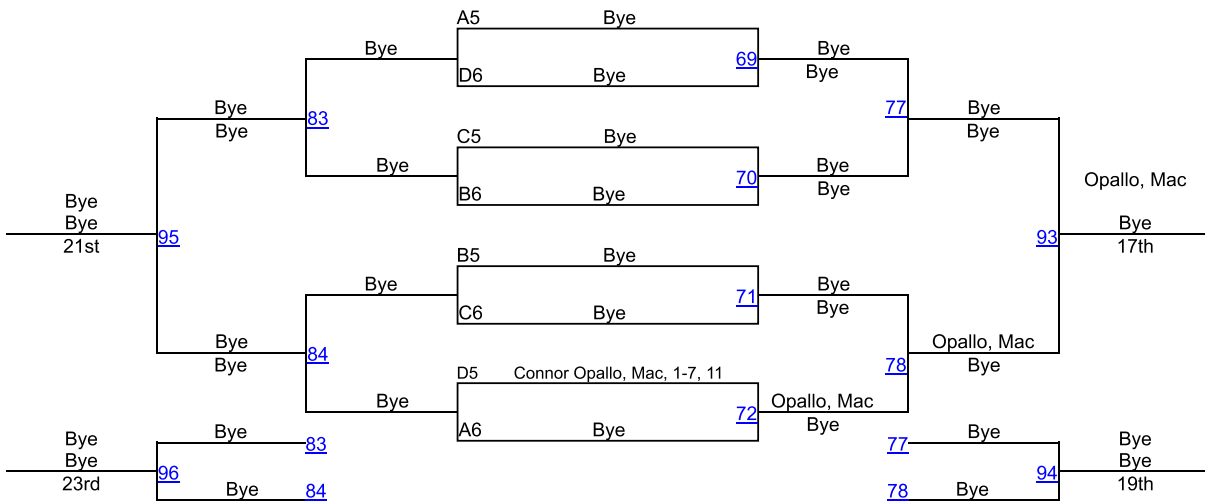 A5 Bye
Bye Bye
D6 Bye 69 Bye
Bye 77 Bye
Bye 83 Bye
C5 Bye
Bye Bye
B6 Bye 70 Bye
Bye Opallo, Mac
Bye Bye
21st 95 93 17th
B5 Bye
Bye Bye
C6 Bye 71 Bye
Bye Opallo, Mac
Bye 84 78 Bye
D5 Connor Opallo, Mac, 1-7, 11
Bye Opallo, Mac
A6 Bye 72 Bye
Bye Bye 83 77 Bye Bye
Bye 96 94 Bye
23rd 19th
Bye 84 78 Bye